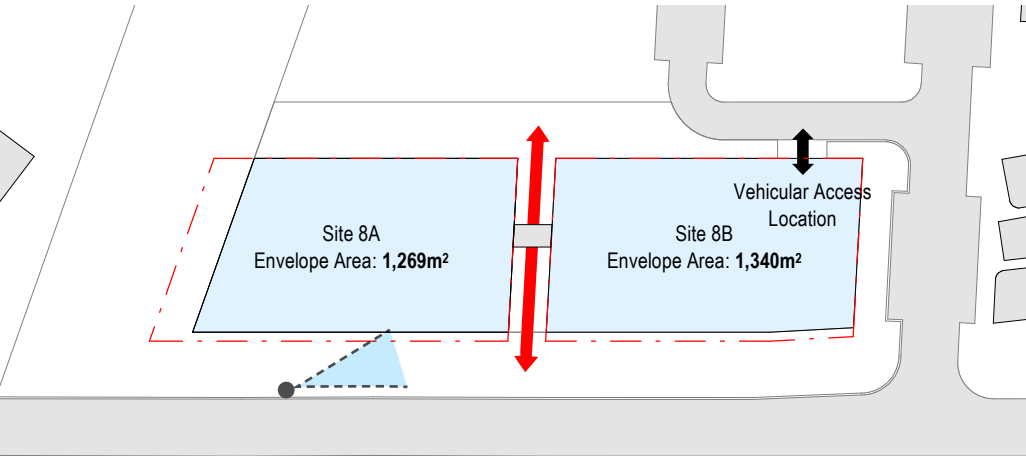 Vehicular Access
Location
Site 8A
Envelope Area: 1,269m²
Site 8B
Envelope Area: 1,340m²